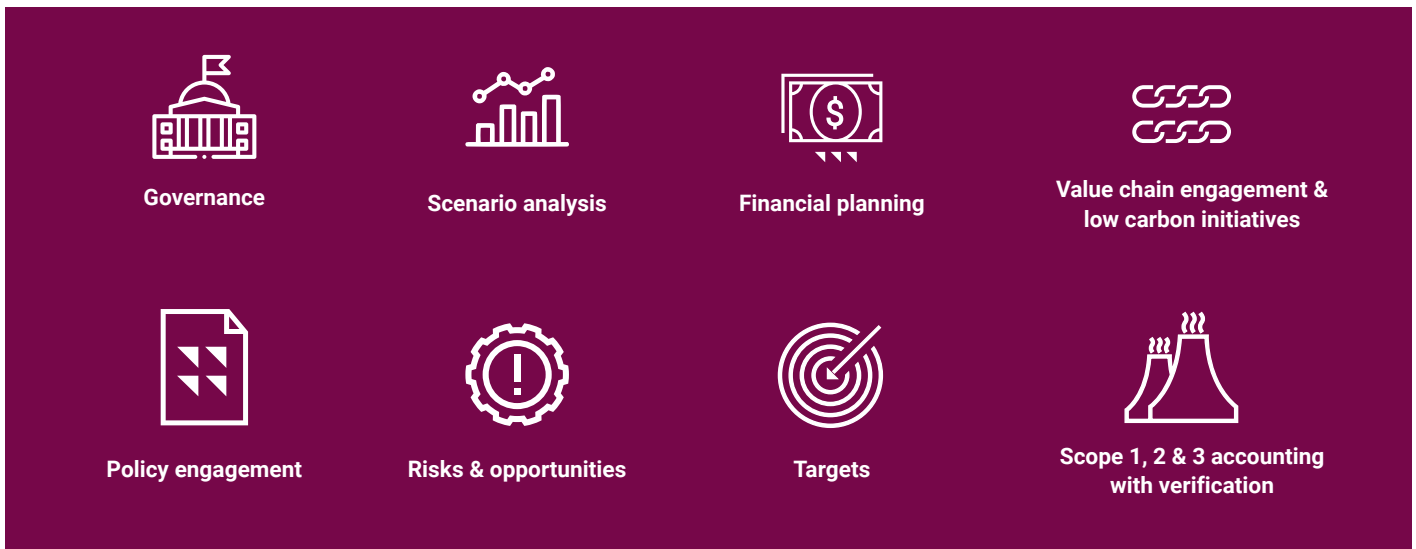 $
Governance
Scenario analysis
Financial planning
Value chain engagement &
low carbon initiatives
Policy engagement
Risks & opportunities
Targets
Scope 1, 2 & 3 accounting
with verification